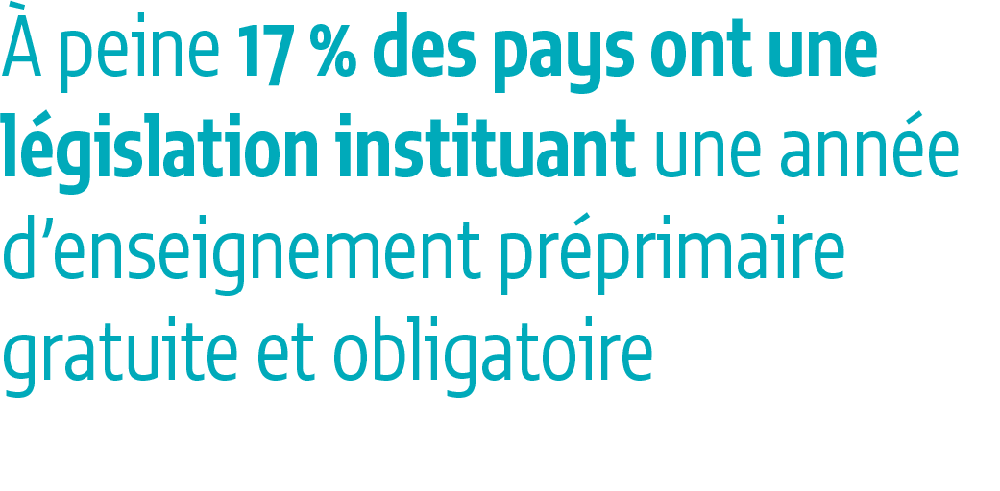 À peine 17 % des pays ont une
législation instituant une année
d’enseignement préprimaire
gratuite et obligatoire